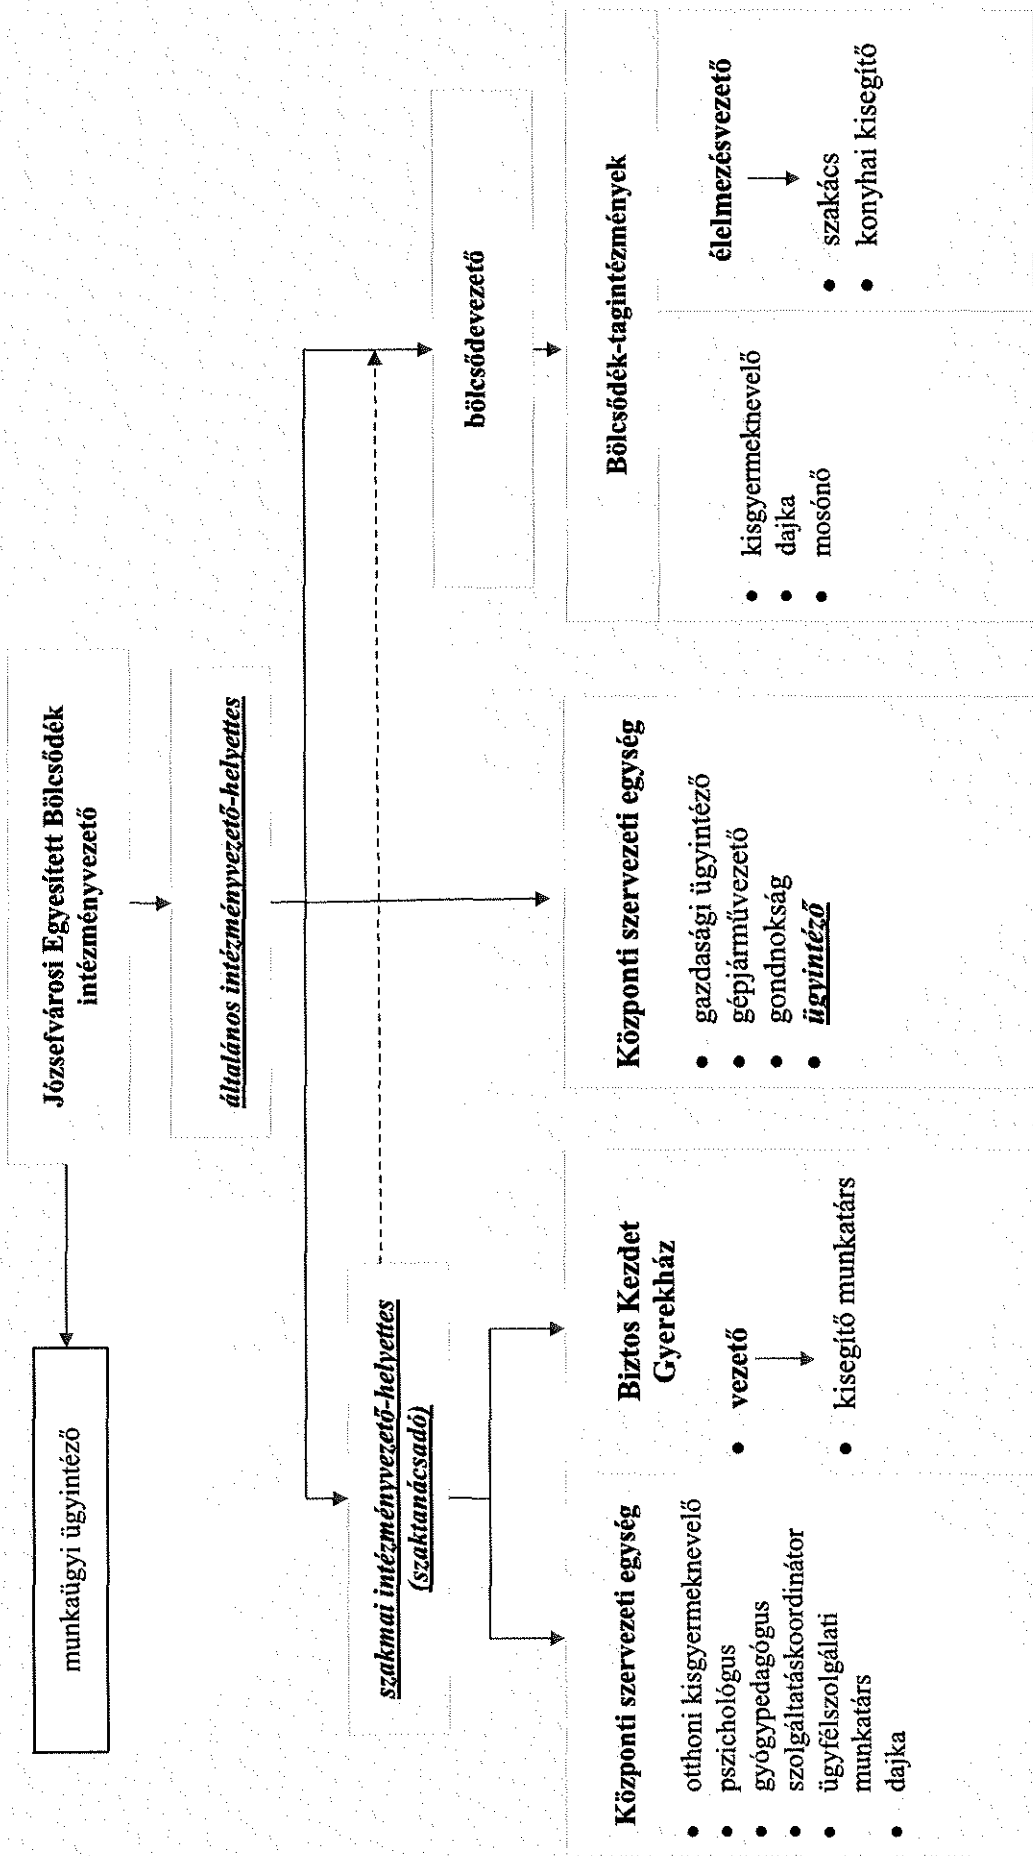 Józsefvárosi Egyesített Bölcsődék
intézményvezető
munkaügyi ügyintéző
általános intézményvezető-helyettes
szakmai intézményvezető-helyettes
(szaktanácsadó)
bölcsődevezető
Központi szervezeti egység
• otthoni kisgyermeknevelő
• pszichológus
• gyógypedagógus
• szolgáltatáskoordinátor
• ügyfélszolgálati
munkatárs
• dajka
Biztos Kezdet
Gyerekház
• vezető
• kisegítő munkatárs
Központi szervezeti egység
• gazdasági ügyintéző
• gépjárművezető
• gondnokság
• ügyintéző
Bölcsődék-tagintézmények
• kisgyermeknevelő
• dajka
• mosónő
élelmezésvezető
• szakács
• konyhai kisegítő